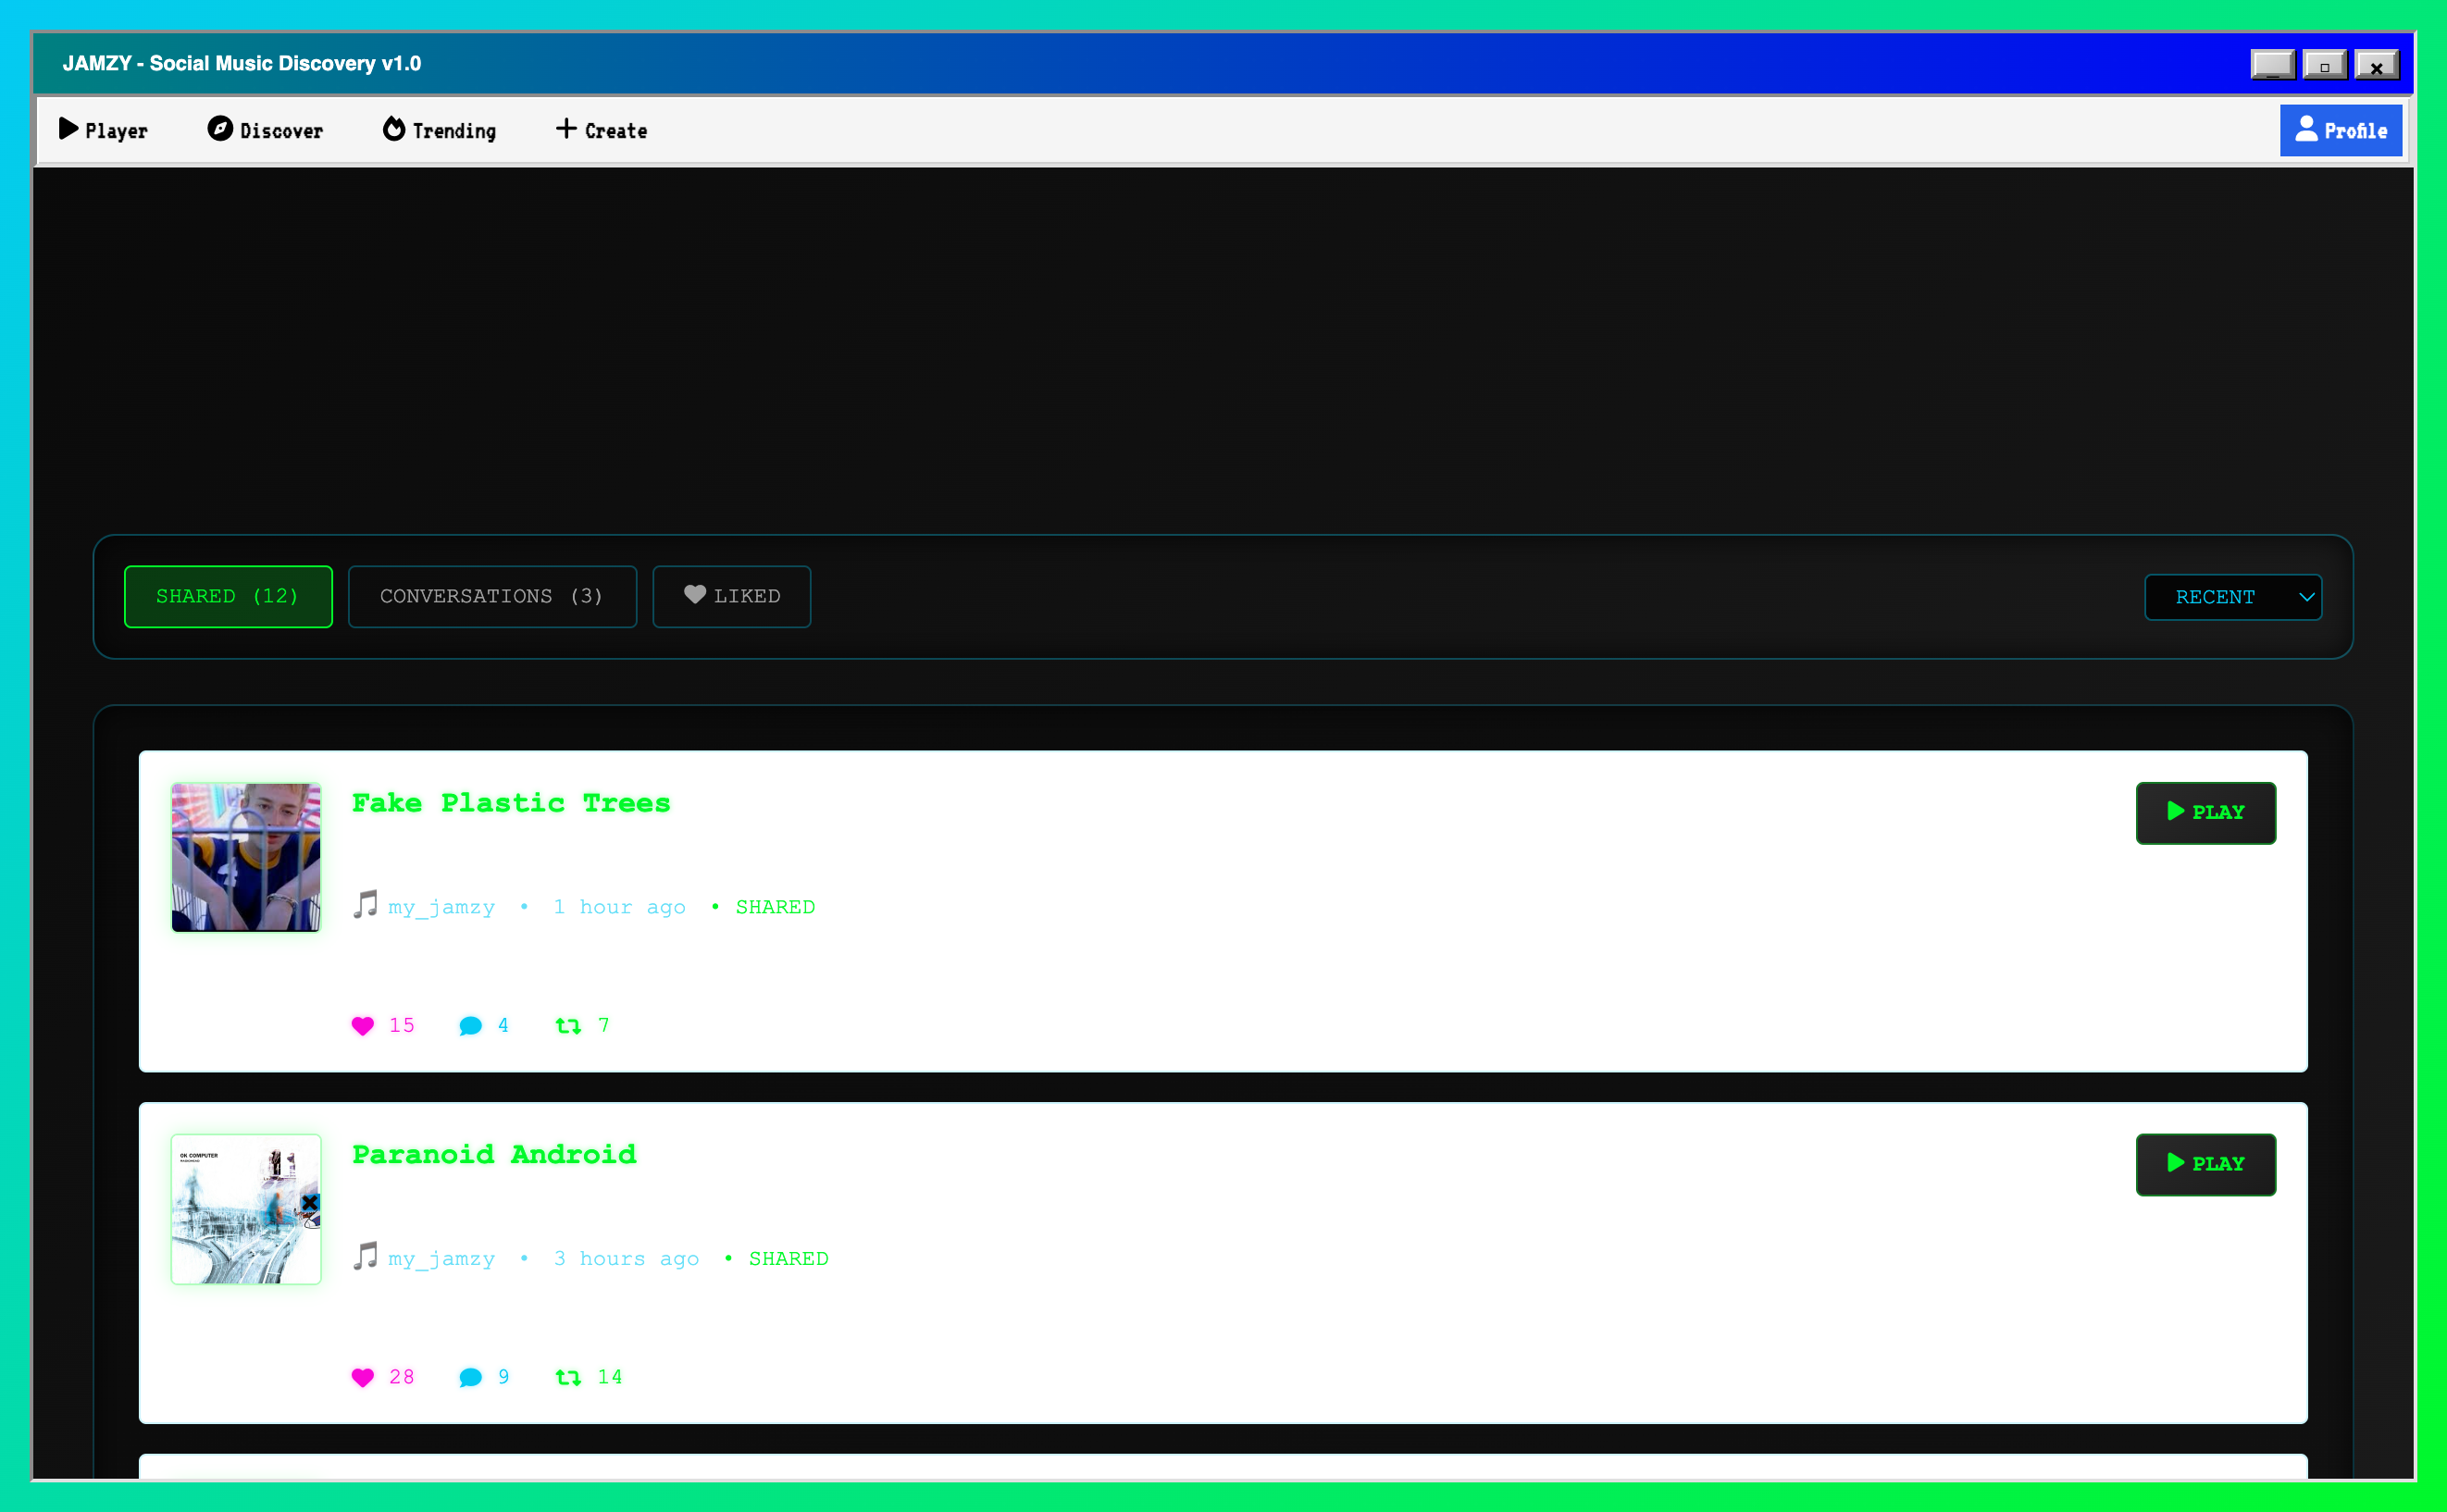 JAMZY - Social Music Discovery v1.0
Player Discover Trending Create Profile
SHARED (12) CONVERSATIONS (3) LIKED RECENT
Fake Plastic Trees
PLAY
my_jamzy • 1 hour ago • SHARED
15 4 7
OK COMPUTER
Paranoid Android
PLAY
my_jamzy • 3 hours ago • SHARED
28 9 14